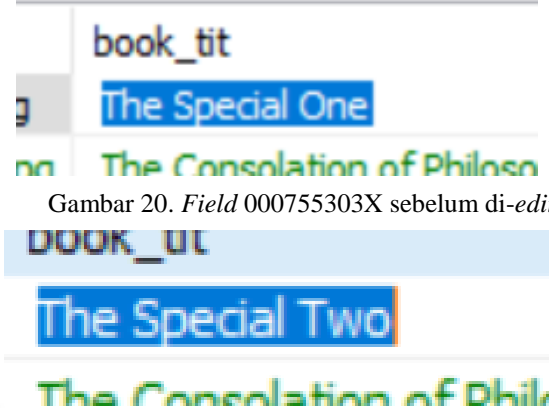 book_tit
g The Special One
ng The Consolation of Philoso
Gambar 20. Field 000755303X sebelum di-edi
book_tit
The Special Two
The Consolation of Phil